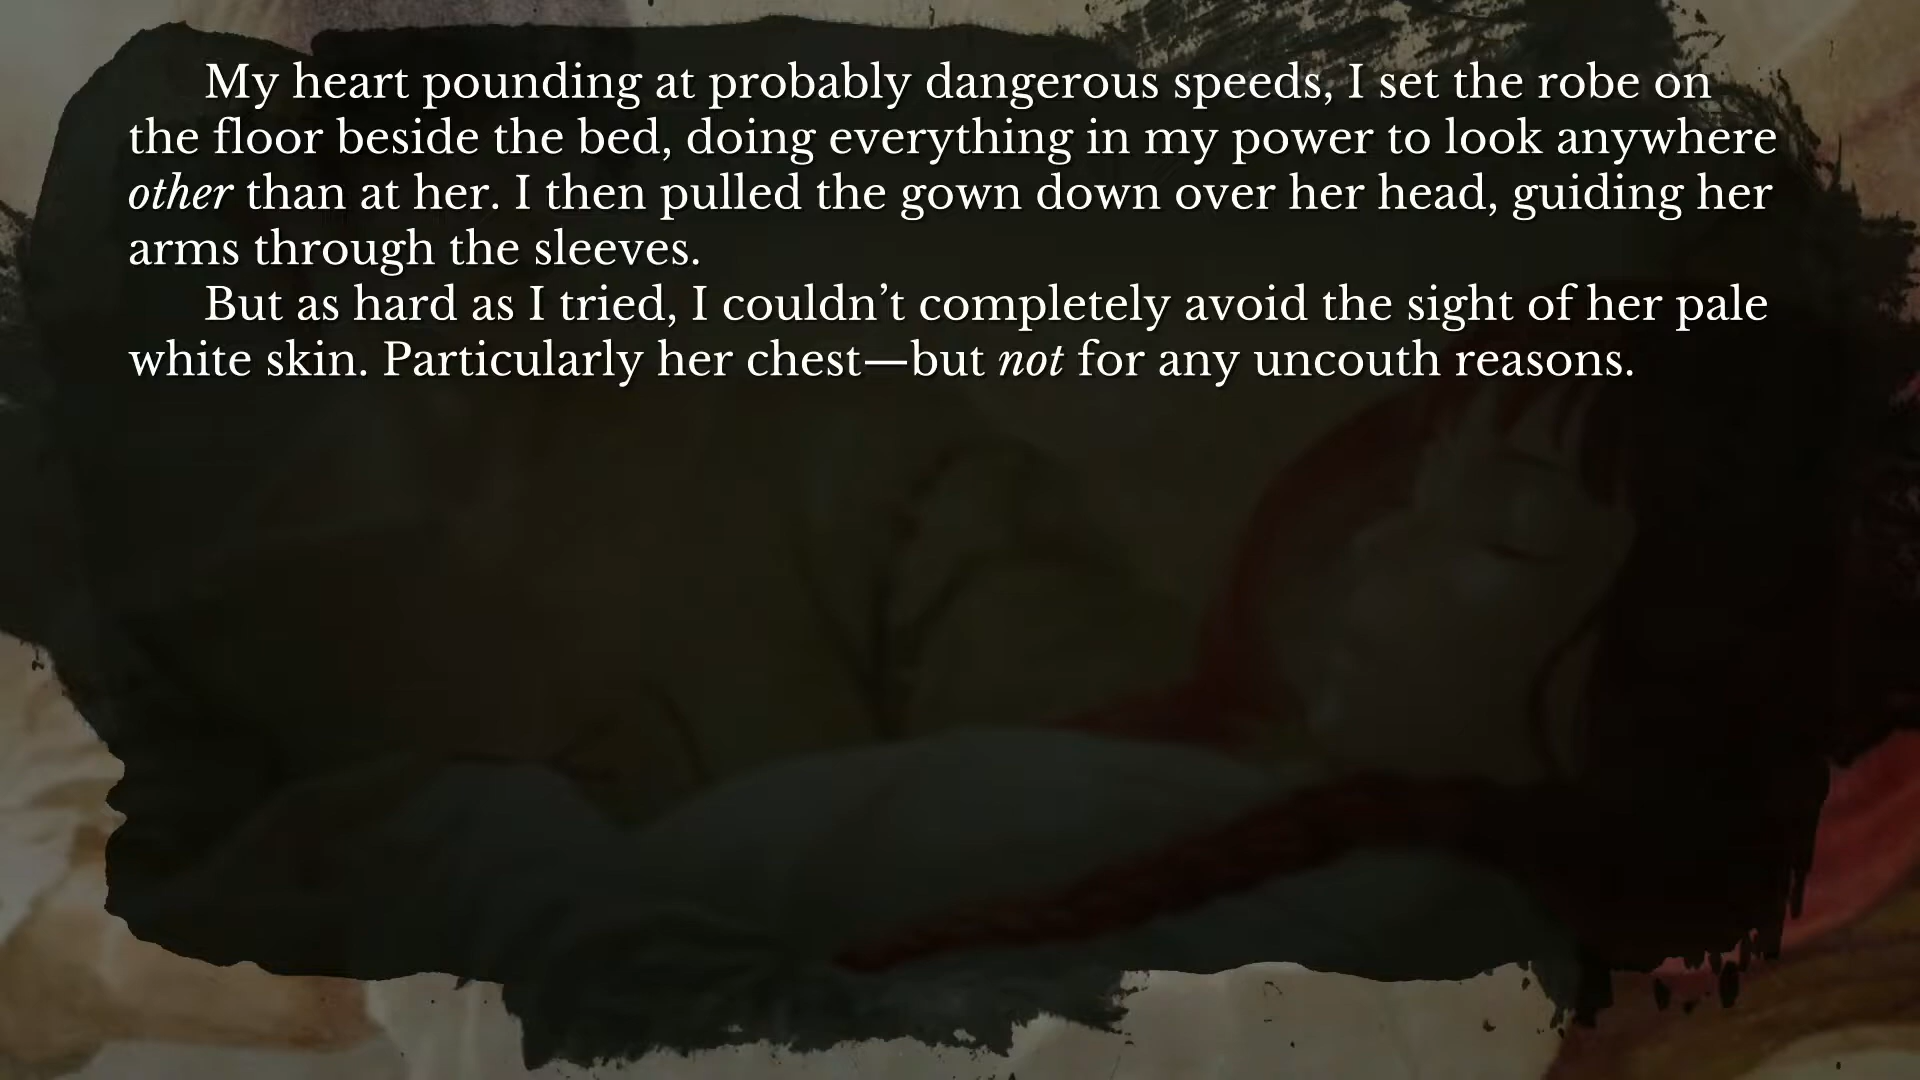 My heart pounding at probably dangerous speeds, I set the robe on
the floor beside the bed, doing everything in my power to look anywhere
other than at her. I then pulled the gown down over her head, guiding her
arms through the sleeves.
But as hard as I tried, I couldn’t completely avoid the sight of her pale
white skin. Particularly her chest—but not for any uncouth reasons.